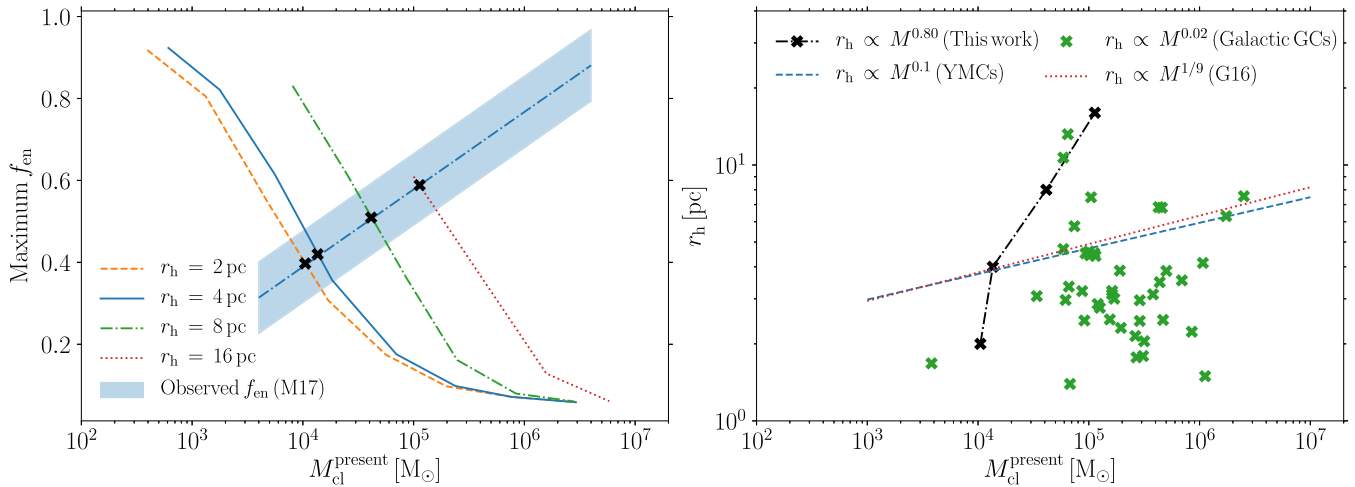 Maximum f_en
1.0
0.8
0.6
0.4
0.2
r_h = 2 pc
r_h = 4 pc
r_h = 8 pc
r_h = 16 pc
Observed f_en (M17)
10^2 10^3 10^4 10^5 10^6 10^7
M_cl^present [M_⊙]
r_h [pc]
10^1
10^0
r_h ∝ M^0.80 (This work)
r_h ∝ M^0.1 (YMCs)
r_h ∝ M^0.02 (Galactic GCs)
r_h ∝ M^1/9 (G16)
10^2 10^3 10^4 10^5 10^6 10^7
M_cl^present [M_⊙]